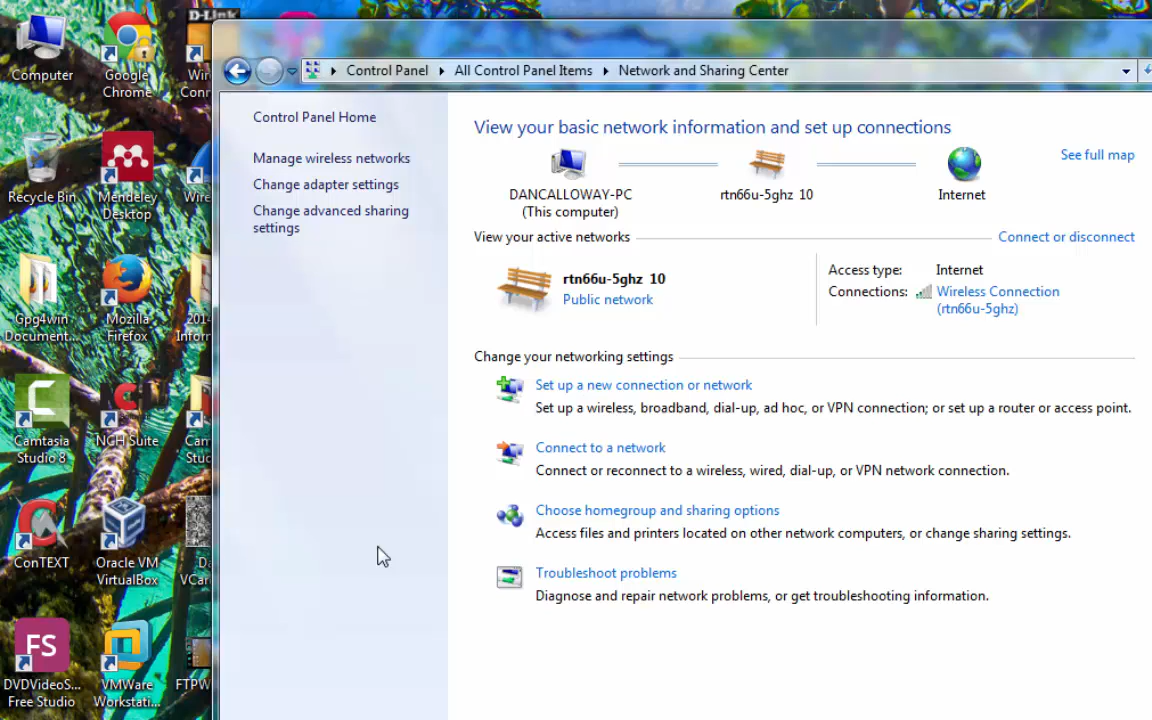 D-Link
Computer
Google
Chrome
Recycle Bin
Mendeley
Desktop
Gpg4win
Document...
Mozilla
Firefox
Camtasia
Studio 8
NCH Suite
ConTEXT
Oracle VM
VirtualBox
FS
DVDVideoS...
Free Studio
VMWare
Workstati...
FTPW
Control Panel
All Control Panel Items
Network and Sharing Center
Control Panel Home
Manage wireless networks
Change adapter settings
Change advanced sharing
settings
View your basic network information and set up connections
See full map
DANCALLOWAY-PC
(This computer)
rtn66u-5ghz 10
Internet
View your active networks
Connect or disconnect
rtn66u-5ghz 10
Public network
Access type: Internet
Connections: Wireless Connection
(rtn66u-5ghz)
Change your networking settings
Set up a new connection or network
Set up a wireless, broadband, dial-up, ad hoc, or VPN connection; or set up a router or access point.
Connect to a network
Connect or reconnect to a wireless, wired, dial-up, or VPN network connection.
Choose homegroup and sharing options
Access files and printers located on other network computers, or change sharing settings.
Troubleshoot problems
Diagnose and repair network problems, or get troubleshooting information.